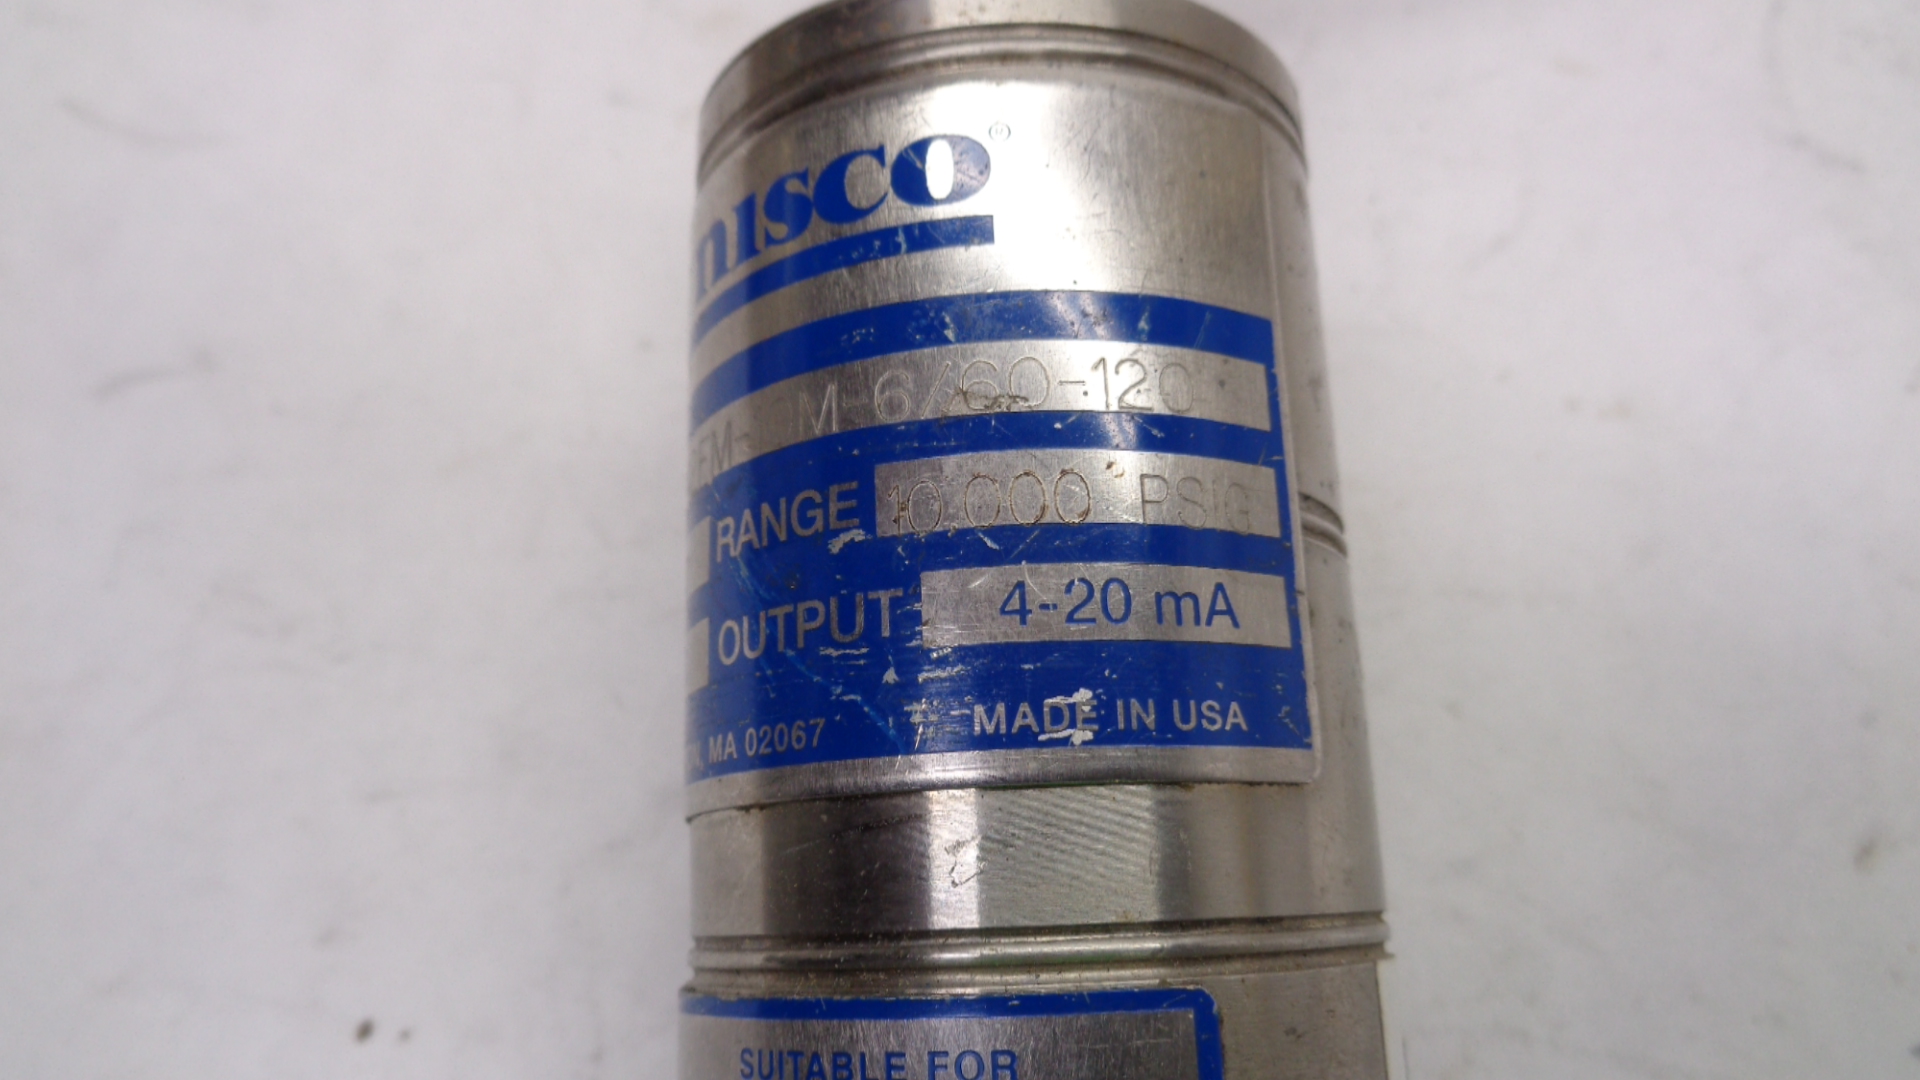 nisco®
M-6/60-120
RANGE 10,000 PSIG
OUTPUT 4-20 mA
MA 02067 MADE IN USA
SUITABLE FOR